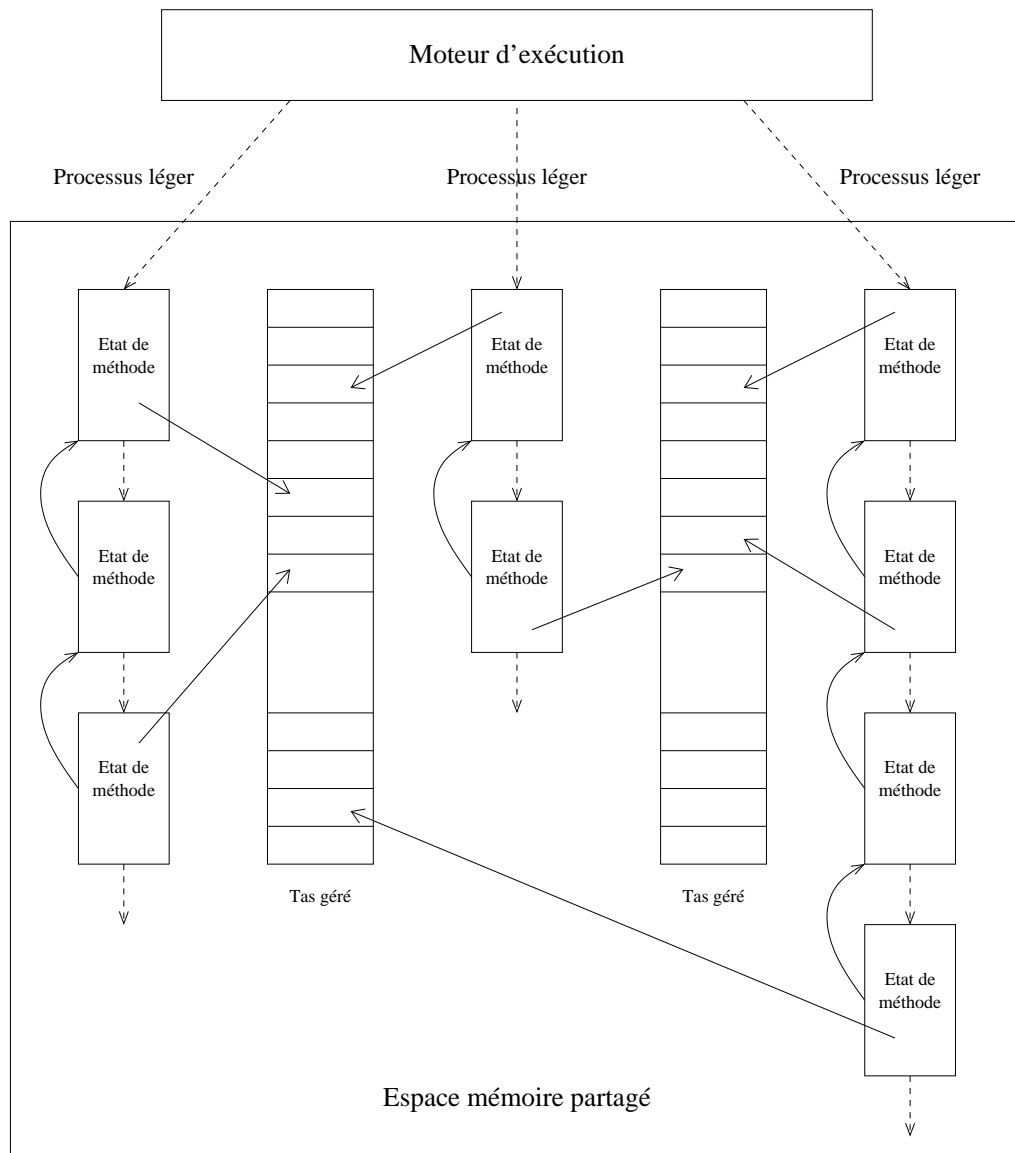 Moteur d'exécution
Processus léger
Processus léger
Processus léger
Etat de
méthode
Etat de
méthode
Etat de
méthode
Etat de
méthode
Etat de
méthode
Etat de
méthode
Etat de
méthode
Etat de
méthode
Tas géré
Tas géré
Etat de
méthode
Espace mémoire partagé